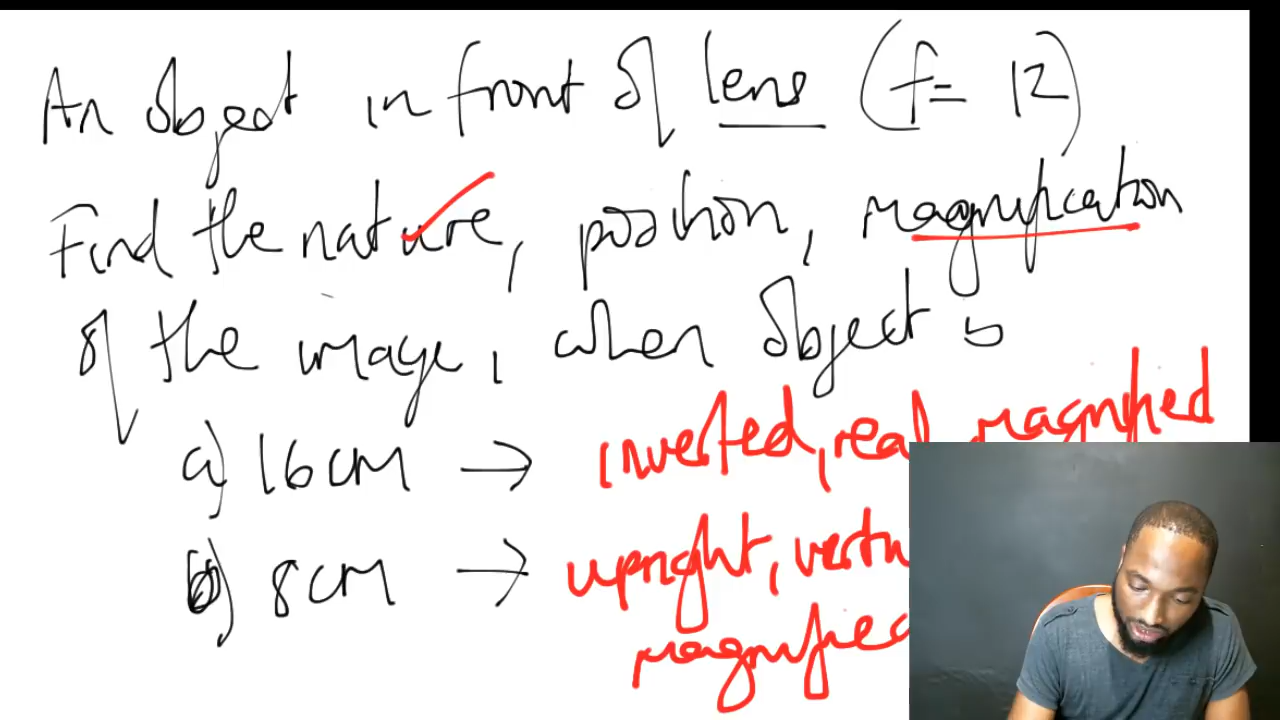 An object in front of lens (f= 12)
Find the nature, position, magnification
of the image, when object is
a) 16cm → inverted, real, magnified
b) 8cm → upright,
magnified